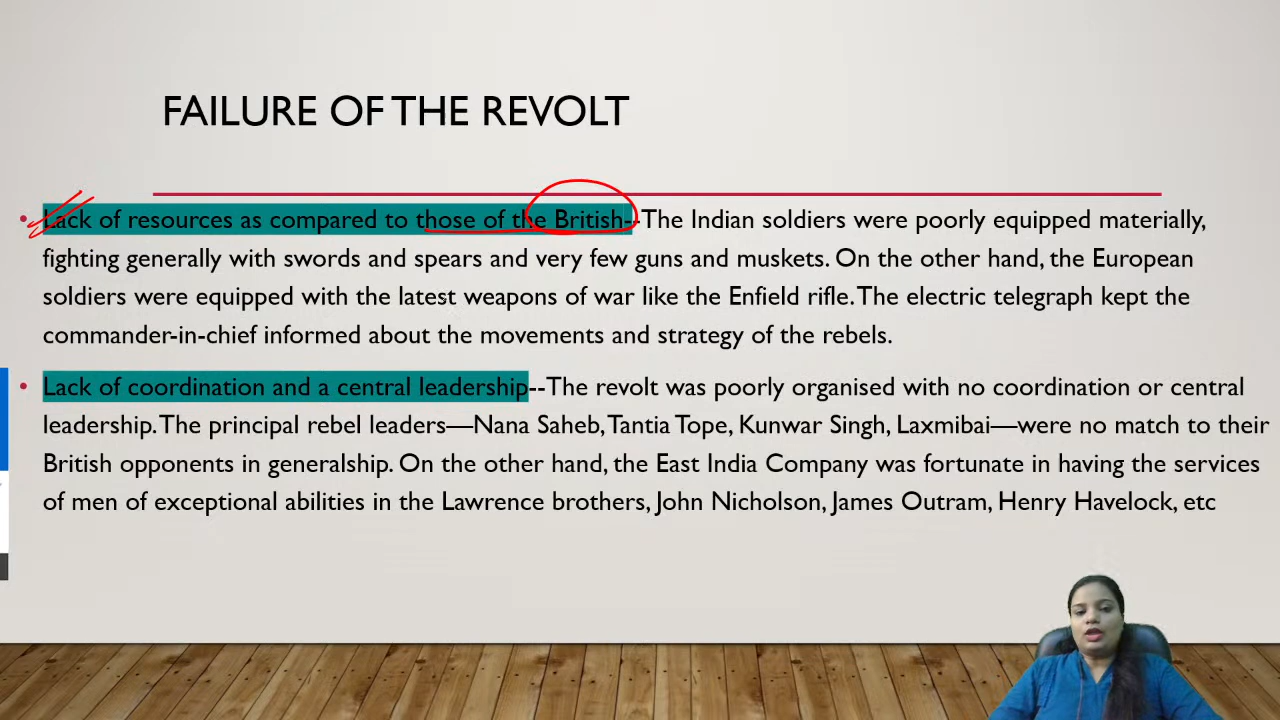 FAILURE OF THE REVOLT
• Lack of resources as compared to those of the British--The Indian soldiers were poorly equipped materially,
fighting generally with swords and spears and very few guns and muskets. On the other hand, the European
soldiers were equipped with the latest weapons of war like the Enfield rifle. The electric telegraph kept the
commander-in-chief informed about the movements and strategy of the rebels.
• Lack of coordination and a central leadership--The revolt was poorly organised with no coordination or central
leadership. The principal rebel leaders—Nana Saheb, Tantia Tope, Kunwar Singh, Laxmibai—were no match to their
British opponents in generalship. On the other hand, the East India Company was fortunate in having the services
of men of exceptional abilities in the Lawrence brothers, John Nicholson, James Outram, Henry Havelock, etc